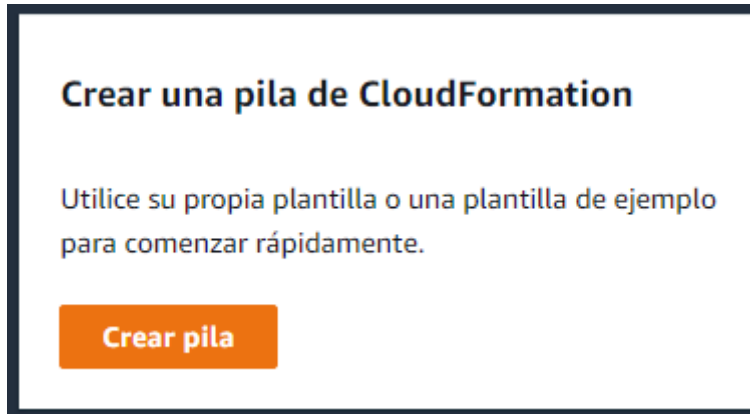 Crear una pila de CloudFormation
Utilice su propia plantilla o una plantilla de ejemplo
para comenzar rápidamente.
Crear pila